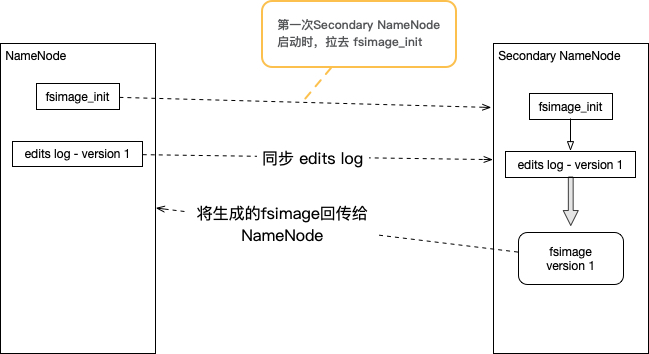 第一次Secondary NameNode
启动时，拉去 fsimage_init
NameNode
Secondary NameNode
fsimage_init
fsimage_init
edits log - version 1
同步 edits log
edits log - version 1
将生成的fsimage回传给
NameNode
fsimage
version 1